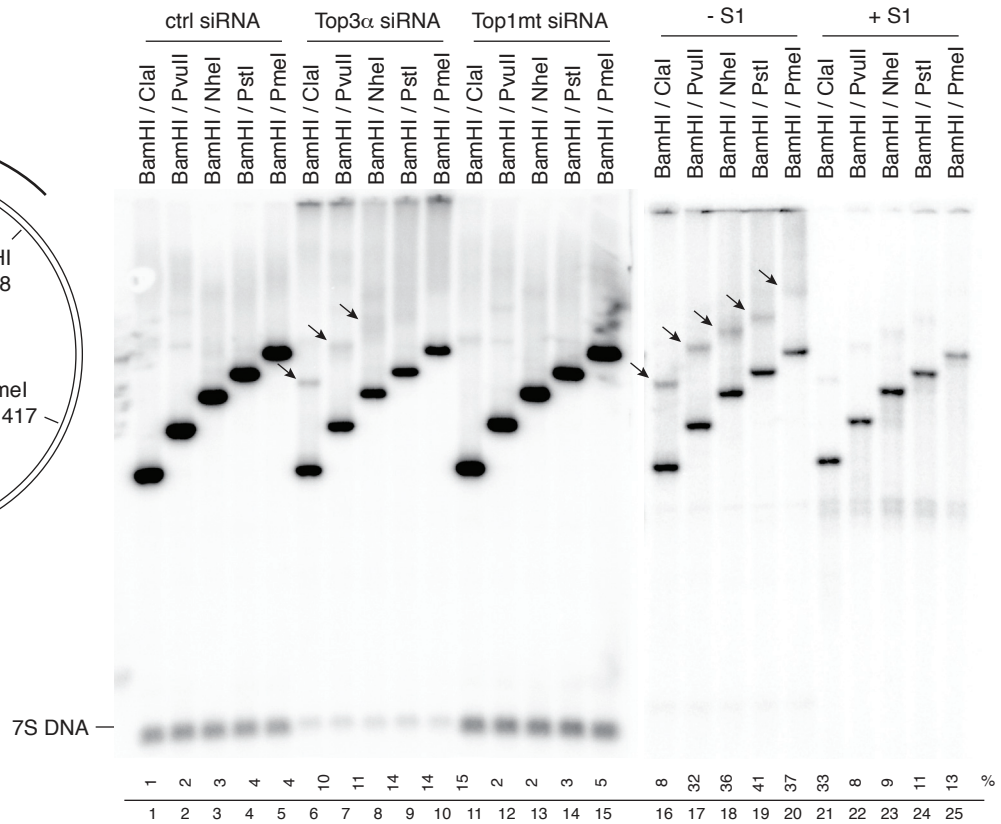 ctrl siRNA
Top3α siRNA
Top1mt siRNA
- S1
+ S1
BamHI / ClaI
BamHI / PvuII
BamHI / NheI
BamHI / PstI
BamHI / PmeI
BamHI / ClaI
BamHI / PvuII
BamHI / NheI
BamHI / PstI
BamHI / PmeI
BamHI / ClaI
BamHI / PvuII
BamHI / NheI
BamHI / PstI
BamHI / PmeI
BamHI / ClaI
BamHI / PvuII
BamHI / NheI
BamHI / PstI
BamHI / PmeI
BamHI / ClaI
BamHI / PvuII
BamHI / NheI
BamHI / PstI
BamHI / PmeI
HI
8
meI
417
7S DNA
1 2 3 4 4 10 11 14 14 15 2 2 3 5 8 32 36 41 37 33 8 9 11 13 %
1 2 3 4 5 6 7 8 9 10 11 12 13 14 15 16 17 18 19 20 21 22 23 24 25